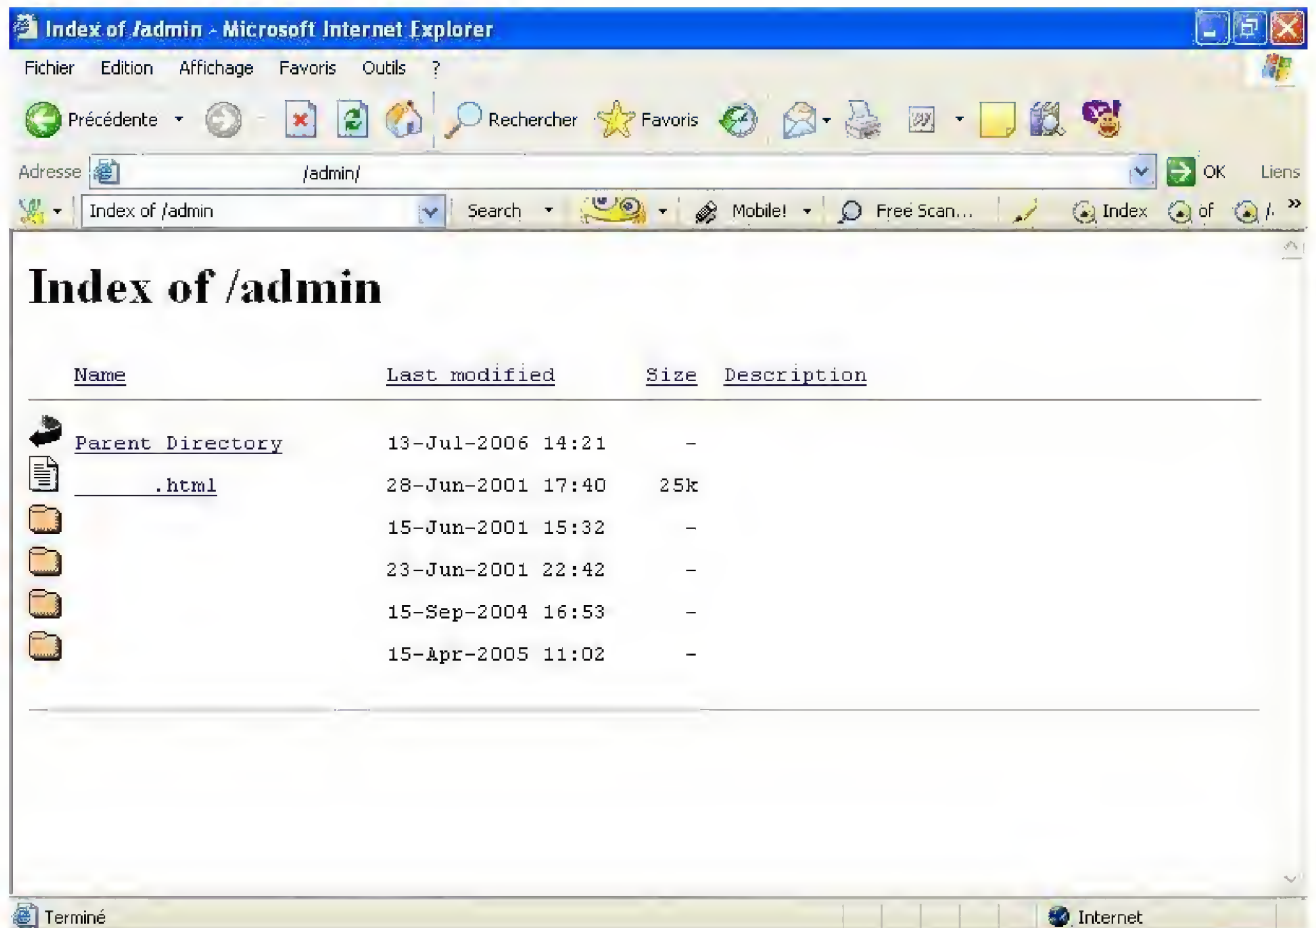 Index of /admin - Microsoft Internet Explorer
Fichier Edition Affichage Favoris Outils ?
Précédente Rechercher Favoris
Adresse /admin/ OK Liens
Index of /admin Search Mobile! Free Scan... Index of /. »
Index of /admin
Name Last modified Size Description
Parent Directory 13-Jul-2006 14:21 -
.html 28-Jun-2001 17:40 25k
15-Jun-2001 15:32 -
23-Jun-2001 22:42 -
15-Sep-2004 16:53 -
15-Apr-2005 11:02 -
Terminé Internet